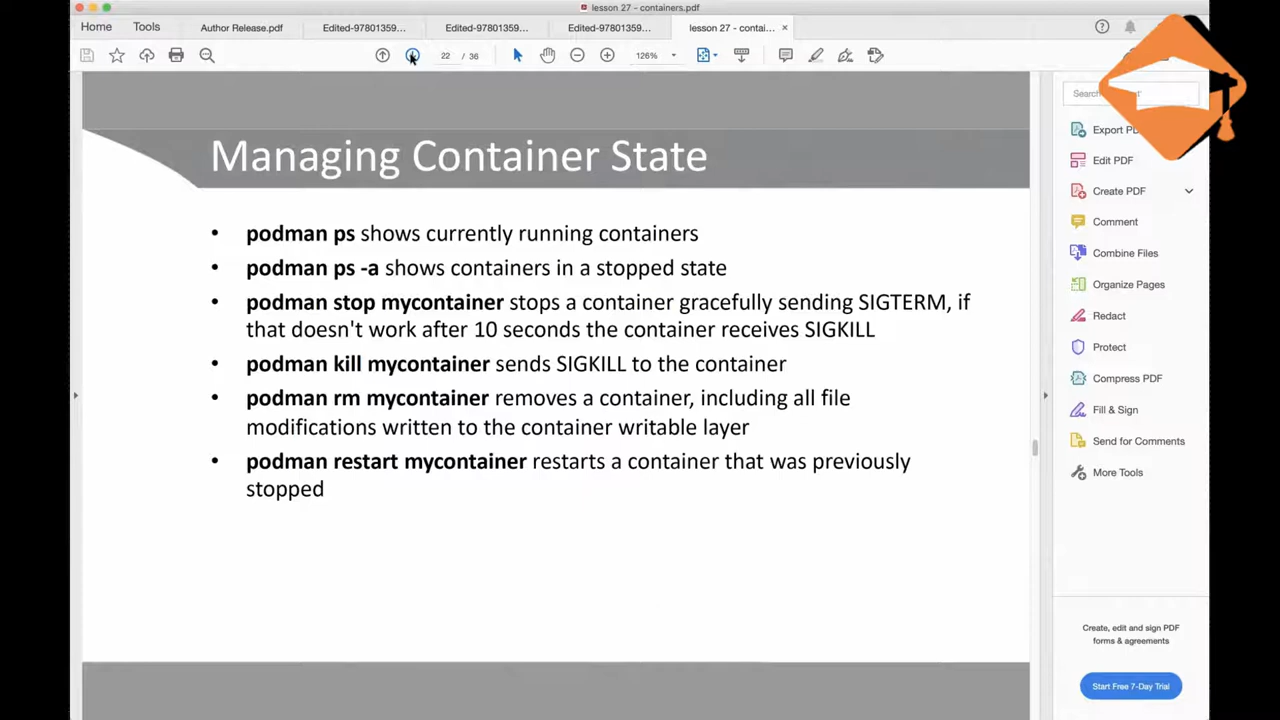 lesson 27 - containers.pdf
Home Tools Author Release.pdf Edited-97801359... Edited-97801359... Edited-97801359... lesson 27 - contai... ×
22 / 36 126%
Managing Container State
• podman ps shows currently running containers
• podman ps -a shows containers in a stopped state
• podman stop mycontainer stops a container gracefully sending SIGTERM, if
that doesn't work after 10 seconds the container receives SIGKILL
• podman kill mycontainer sends SIGKILL to the container
• podman rm mycontainer removes a container, including all file
modifications written to the container writable layer
• podman restart mycontainer restarts a container that was previously
stopped
Search
Export
Edit PDF
Create PDF
Comment
Combine Files
Organize Pages
Redact
Protect
Compress PDF
Fill & Sign
Send for Comments
More Tools
Create, edit and sign PDF
forms & agreements
Start Free 7-Day Trial